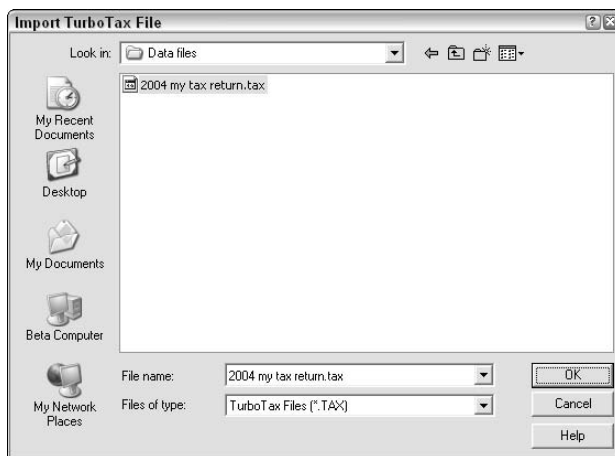 Import TurboTax File
Look in:
Data files
2004 my tax return.tax
My Recent
Documents
Desktop
My Documents
Beta Computer
My Network
Places
File name:
2004 my tax return.tax
Files of type:
TurboTax Files (*.TAX)
OK
Cancel
Help